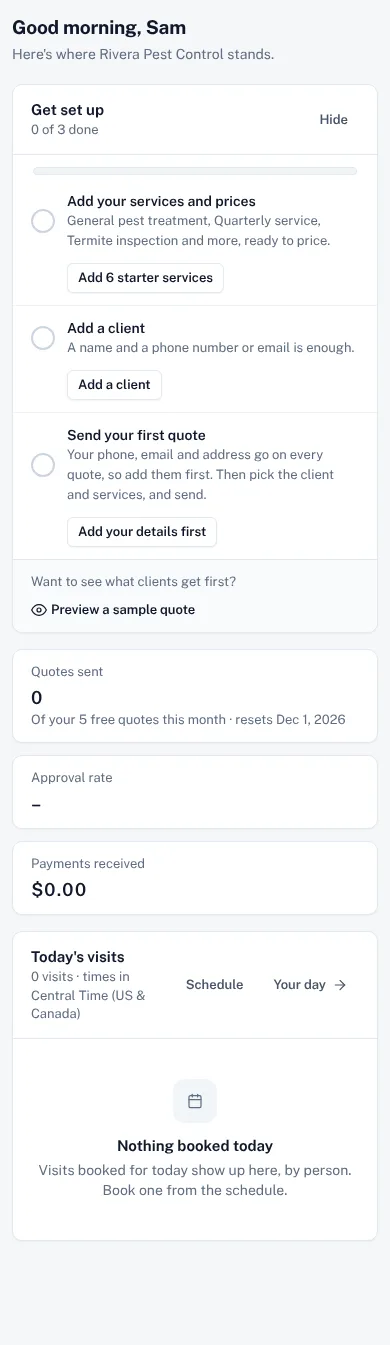 Good morning, Sam
Here's where Rivera Pest Control stands.
Get set up
0 of 3 done
Hide
Add your services and prices
General pest treatment, Quarterly service,
Termite inspection and more, ready to price.
Add 6 starter services
Add a client
A name and a phone number or email is enough.
Add a client
Send your first quote
Your phone, email and address go on every
quote, so add them first. Then pick the client
and services, and send.
Add your details first
Want to see what clients get first?
Preview a sample quote
Quotes sent
0
Of your 5 free quotes this month · resets Dec 1, 2026
Approval rate
–
Payments received
$0.00
Today's visits
0 visits · times in
Central Time (US &
Canada)
Schedule
Your day →
Nothing booked today
Visits booked for today show up here, by person.
Book one from the schedule.